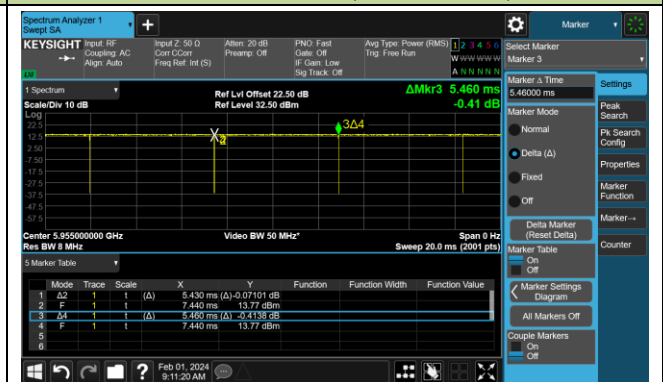 Spectrum Analyzer 1
Swept SA
+
Marker
KEYSIGHT
Input: RF
Coupling: AC
Align: Auto
Input Z: 50 Ω
Corr CCorr
Freq Ref: Int (S)
Atten: 20 dB
Preamp: Off
PNO: Fast
Gate: Off
IF Gain: Low
Sig Track: Off
Avg Type: Power (RMS)
Trig: Free Run
1 2 3 4 5 6
W W W W W W
A N N N N N
LXI
Select Marker
Marker 3
1 Spectrum
Scale/Div 10 dB
Ref Lvl Offset 22.50 dB
Ref Level 32.50 dBm
ΔMkr3 5.460 ms
-0.41 dB
Log
22.5
12.5
2.50
-7.50
-17.5
-27.5
-37.5
-47.5
-57.5
3Δ4
Center 5.955000000 GHz
Res BW 8 MHz
Video BW 50 MHz*
Span 0 Hz
Sweep 20.0 ms (2001 pts)
5 Marker Table
Mode Trace Scale X Y Function Function Width Function Value
1 Δ2 1 t (Δ) 5.430 ms (Δ) -0.07101 dB
2 F 1 t 7.440 ms 13.77 dBm
3 Δ4 1 t (Δ) 5.460 ms (Δ) -0.4138 dB
4 F 1 t 7.440 ms 13.77 dBm
5
6
Marker Δ Time
5.46000 ms
Marker Mode
Normal
Delta (Δ)
Fixed
Off
Delta Marker
(Reset Delta)
Marker Table
On
Off
Marker Settings
Diagram
All Markers Off
Couple Markers
On
Off
Settings
Peak
Search
Pk Search
Config
Properties
Marker
Function
Marker→
Counter
?
Feb 01, 2024
9:11:20 AM